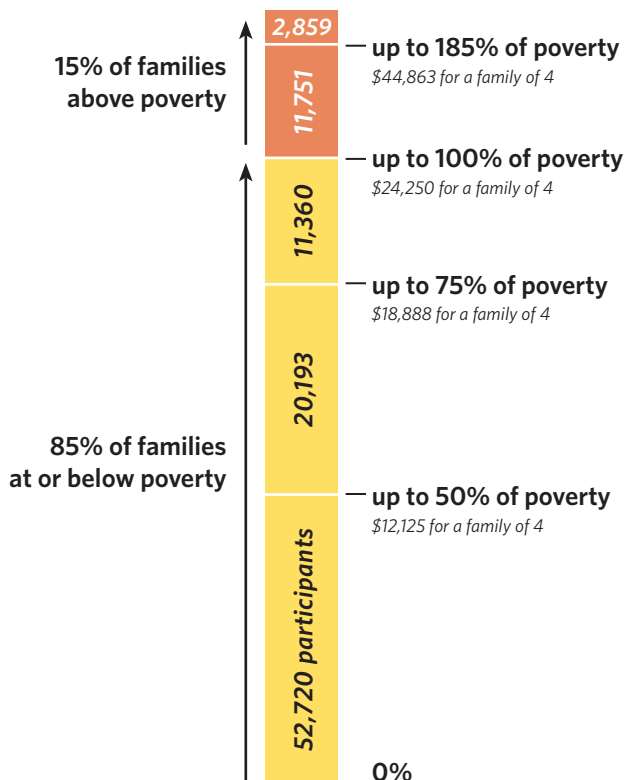 2,859
up to 185% of poverty
$44,863 for a family of 4
15% of families
above poverty
11,751
up to 100% of poverty
$24,250 for a family of 4
11,360
up to 75% of poverty
$18,888 for a family of 4
20,193
85% of families
at or below poverty
up to 50% of poverty
$12,125 for a family of 4
52,720 participants
0%